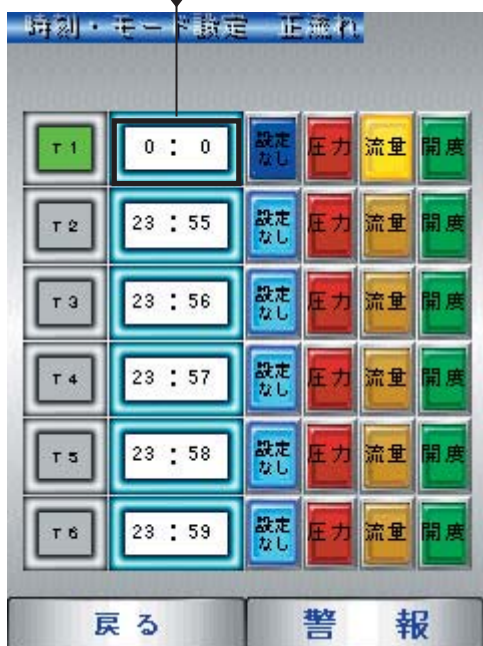 時刻・モード設定 正流れ
T1 0 : 0 設定なし 圧力 流量 開度
T2 23 : 55 設定なし 圧力 流量 開度
T3 23 : 56 設定なし 圧力 流量 開度
T4 23 : 57 設定なし 圧力 流量 開度
T5 23 : 58 設定なし 圧力 流量 開度
T6 23 : 59 設定なし 圧力 流量 開度
戻る 警 報